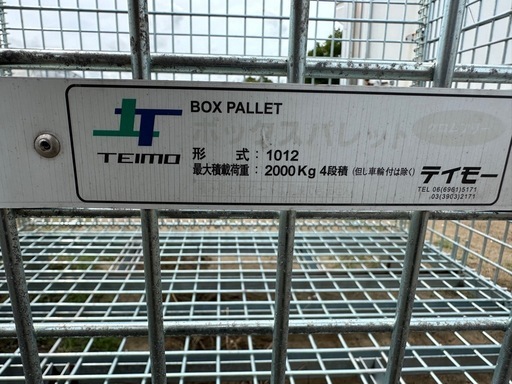 TEIMO
BOX PALLET
ボックスパレット
形 式 : 1012
最大積載荷重 : 2000Kg 4段積 (但し車輪付は除く)
テイモー
TEL 06(6961)5171
03(3903)2171